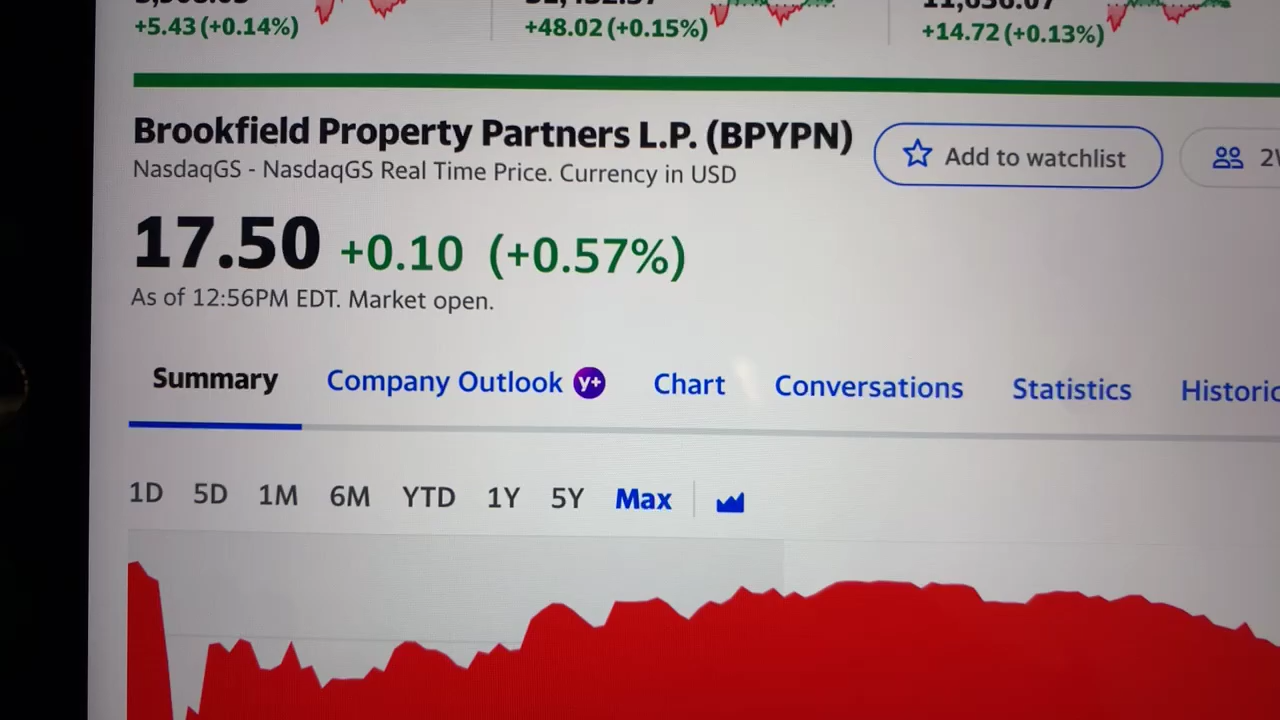 +5.43 (+0.14%)
+48.02 (+0.15%)
+14.72 (+0.13%)
Brookfield Property Partners L.P. (BPYPN)
Add to watchlist
NasdaqGS - NasdaqGS Real Time Price. Currency in USD
17.50 +0.10 (+0.57%)
As of 12:56PM EDT. Market open.
Summary Company Outlook y+ Chart Conversations Statistics
1D 5D 1M 6M YTD 1Y 5Y Max